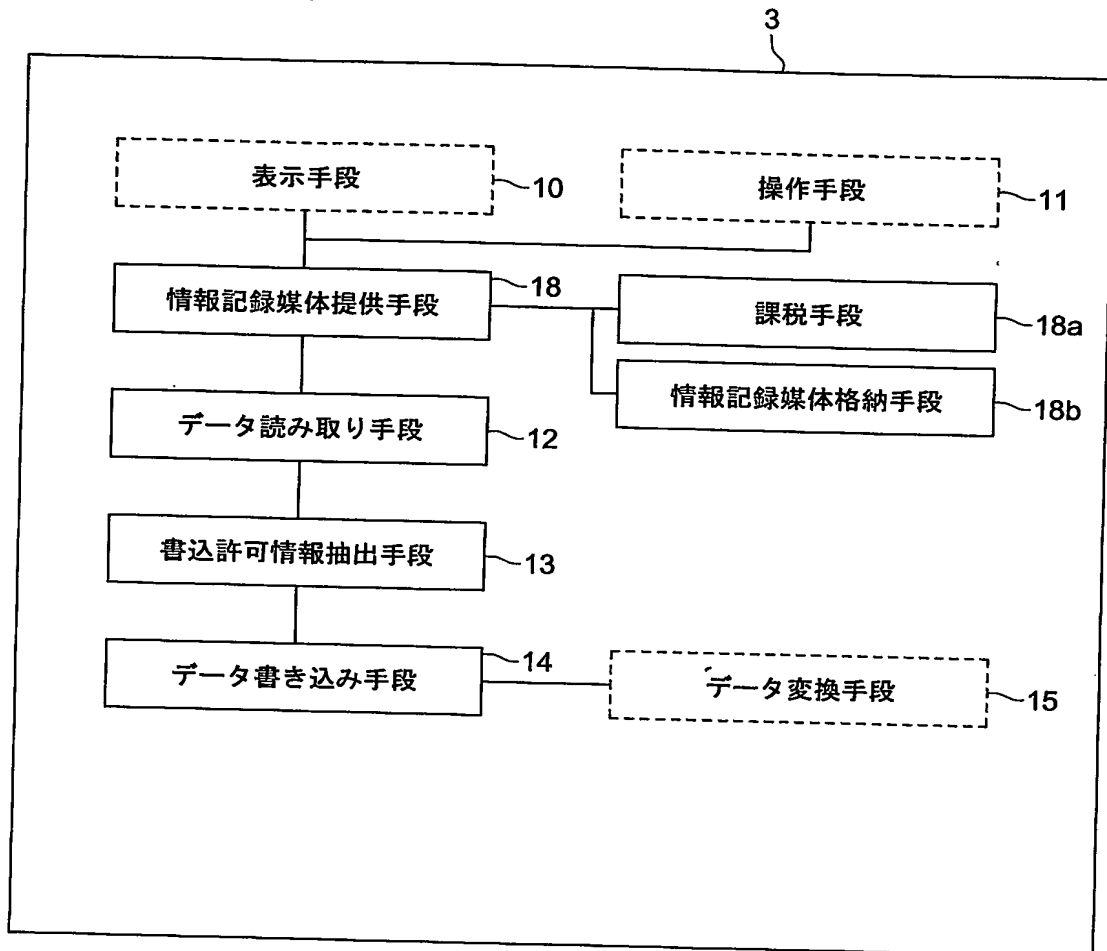 3
表示手段
10
操作手段
11
情報記録媒体提供手段
18
課税手段
18a
情報記録媒体格納手段
18b
データ読み取り手段
12
書込許可情報抽出手段
13
データ書き込み手段
14
データ変換手段
15